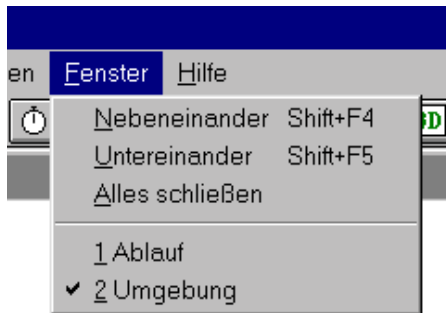 en Fenster Hilfe
Nebeneinander Shift+F4
Untereinander Shift+F5
Alles schließen
1 Ablauf
✔ 2 Umgebung